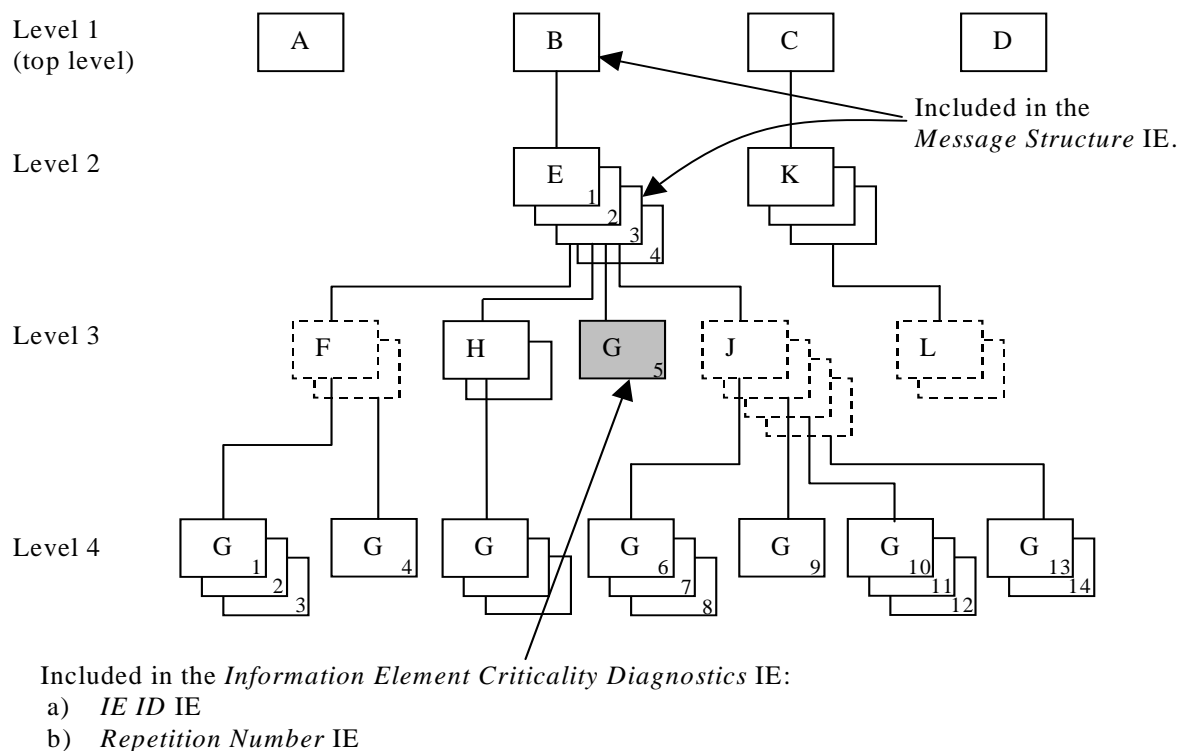 Level 1
(top level)
A
B
C
D
Included in the
Message Structure IE.
Level 2
E
1
2
3
4
K
Level 3
F
H
G
5
J
L
Level 4
G
1
2
3
G
4
G
G
6
7
8
G
9
G
10
11
12
G
13
14
Included in the Information Element Criticality Diagnostics IE:
a) IE ID IE
b) Repetition Number IE